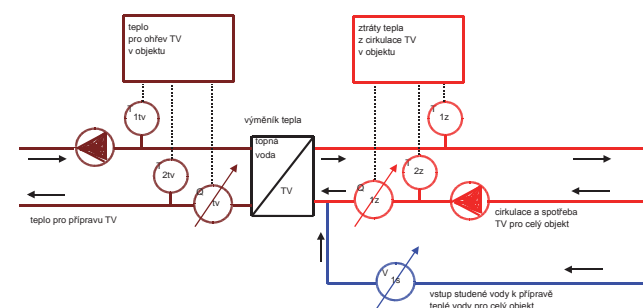 teplo
pro ohřev TV
v objektu
ztráty tepla
z cirkulace TV
v objektu
T
1tv
výměník tepla
T
1z
topná
voda
T
2tv
T
2z
Q
tv
TV
Q
1z
teplo pro přípravu TV
cirkulace a spotřeba
TV pro celý objekt
V
1s
vstup studené vody k přípravě
teplé vody pro celý objekt